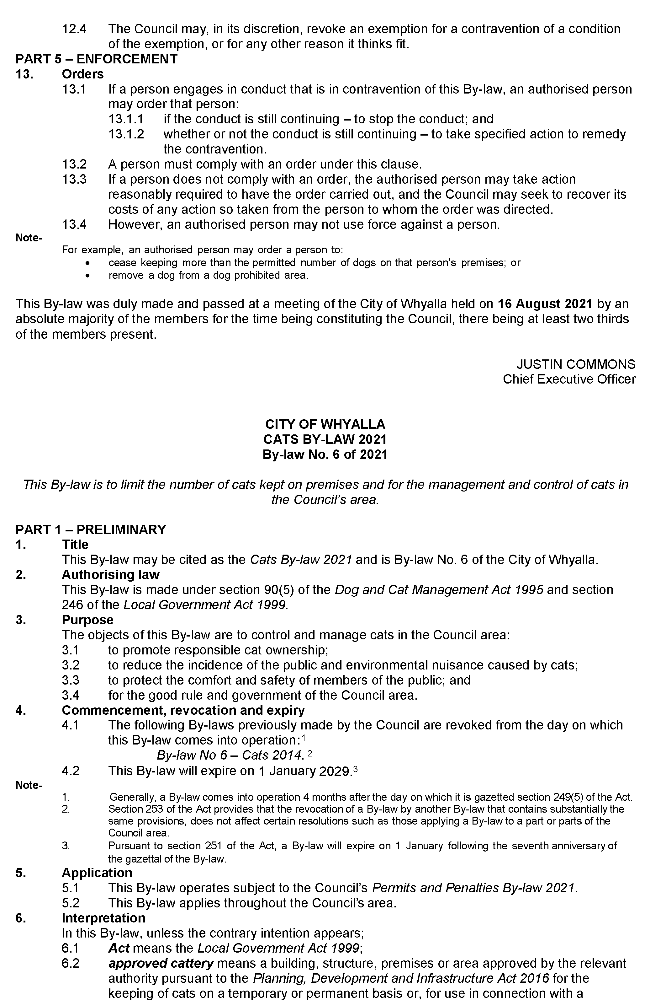 12.4 The Council may, in its discretion, revoke an exemption for a contravention of a condition
of the exemption, or for any other reason it thinks fit.
PART 5 – ENFORCEMENT
13. Orders
13.1 If a person engages in conduct that is in contravention of this By-law, an authorised person
may order that person:
13.1.1 if the conduct is still continuing – to stop the conduct; and
13.1.2 whether or not the conduct is still continuing – to take specified action to remedy
the contravention.
13.2 A person must comply with an order under this clause.
13.3 If a person does not comply with an order, the authorised person may take action
reasonably required to have the order carried out, and the Council may seek to recover its
costs of any action so taken from the person to whom the order was directed.
13.4 However, an authorised person may not use force against a person.
Note-
For example, an authorised person may order a person to:
• cease keeping more than the permitted number of dogs on that person's premises; or
• remove a dog from a dog prohibited area.
This By-law was duly made and passed at a meeting of the City of Whyalla held on 16 August 2021 by an
absolute majority of the members for the time being constituting the Council, there being at least two thirds
of the members present.
JUSTIN COMMONS
Chief Executive Officer
CITY OF WHYALLA
CATS BY-LAW 2021
By-law No. 6 of 2021
This By-law is to limit the number of cats kept on premises and for the management and control of cats in
the Council's area.
PART 1 – PRELIMINARY
1. Title
This By-law may be cited as the Cats By-law 2021 and is By-law No. 6 of the City of Whyalla.
2. Authorising law
This By-law is made under section 90(5) of the Dog and Cat Management Act 1995 and section
246 of the Local Government Act 1999.
3. Purpose
The objects of this By-law are to control and manage cats in the Council area:
3.1 to promote responsible cat ownership;
3.2 to reduce the incidence of the public and environmental nuisance caused by cats;
3.3 to protect the comfort and safety of members of the public; and
3.4 for the good rule and government of the Council area.
4. Commencement, revocation and expiry
4.1 The following By-laws previously made by the Council are revoked from the day on which
this By-law comes into operation:1
By-law No 6 – Cats 2014. 2
4.2 This By-law will expire on 1 January 2029.3
Note-
1. Generally, a By-law comes into operation 4 months after the day on which it is gazetted section 249(5) of the Act.
2. Section 253 of the Act provides that the revocation of a By-law by another By-law that contains substantially the
same provisions, does not affect certain resolutions such as those applying a By-law to a part or parts of the
Council area.
3. Pursuant to section 251 of the Act, a By-law will expire on 1 January following the seventh anniversary of
the gazettal of the By-law.
5. Application
5.1 This By-law operates subject to the Council's Permits and Penalties By-law 2021.
5.2 This By-law applies throughout the Council's area.
6. Interpretation
In this By-law, unless the contrary intention appears;
6.1 Act means the Local Government Act 1999;
6.2 approved cattery means a building, structure, premises or area approved by the relevant
authority pursuant to the Planning, Development and Infrastructure Act 2016 for the
keeping of cats on a temporary or permanent basis or, for use in connection with a